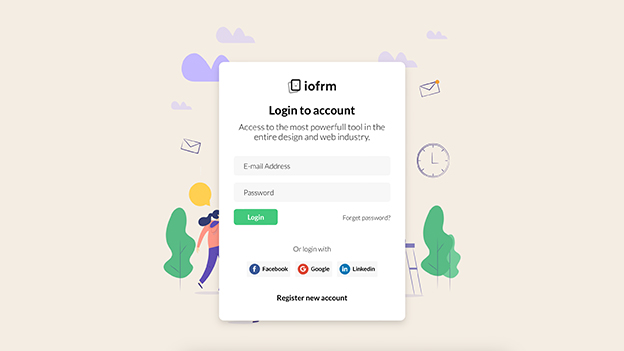 iofrm
Login to account
Access to the most powerfull tool in the
entire design and web industry.
E-mail Address
Password
Login Forget password?
Or login with
Facebook Google Linkedin
Register new account